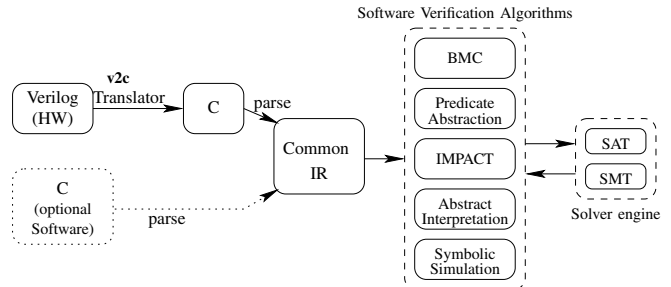 Software Verification Algorithms
BMC
v2c
Verilog
(HW)
Translator
C
parse
Predicate
Abstraction
Common
IR
IMPACT
SAT
SMT
Solver engine
C
(optional
Software)
parse
Abstract
Interpretation
Symbolic
Simulation